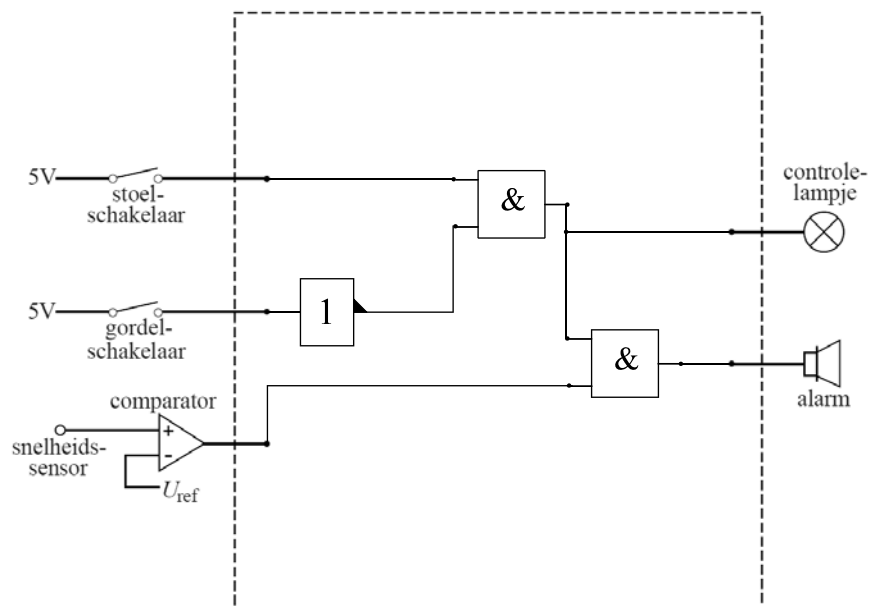 5V
stoel-
schakelaar
&
controle-
lampje
5V
gordel-
schakelaar
1
&
alarm
comparator
+
-
snelheids-
sensor
Uref